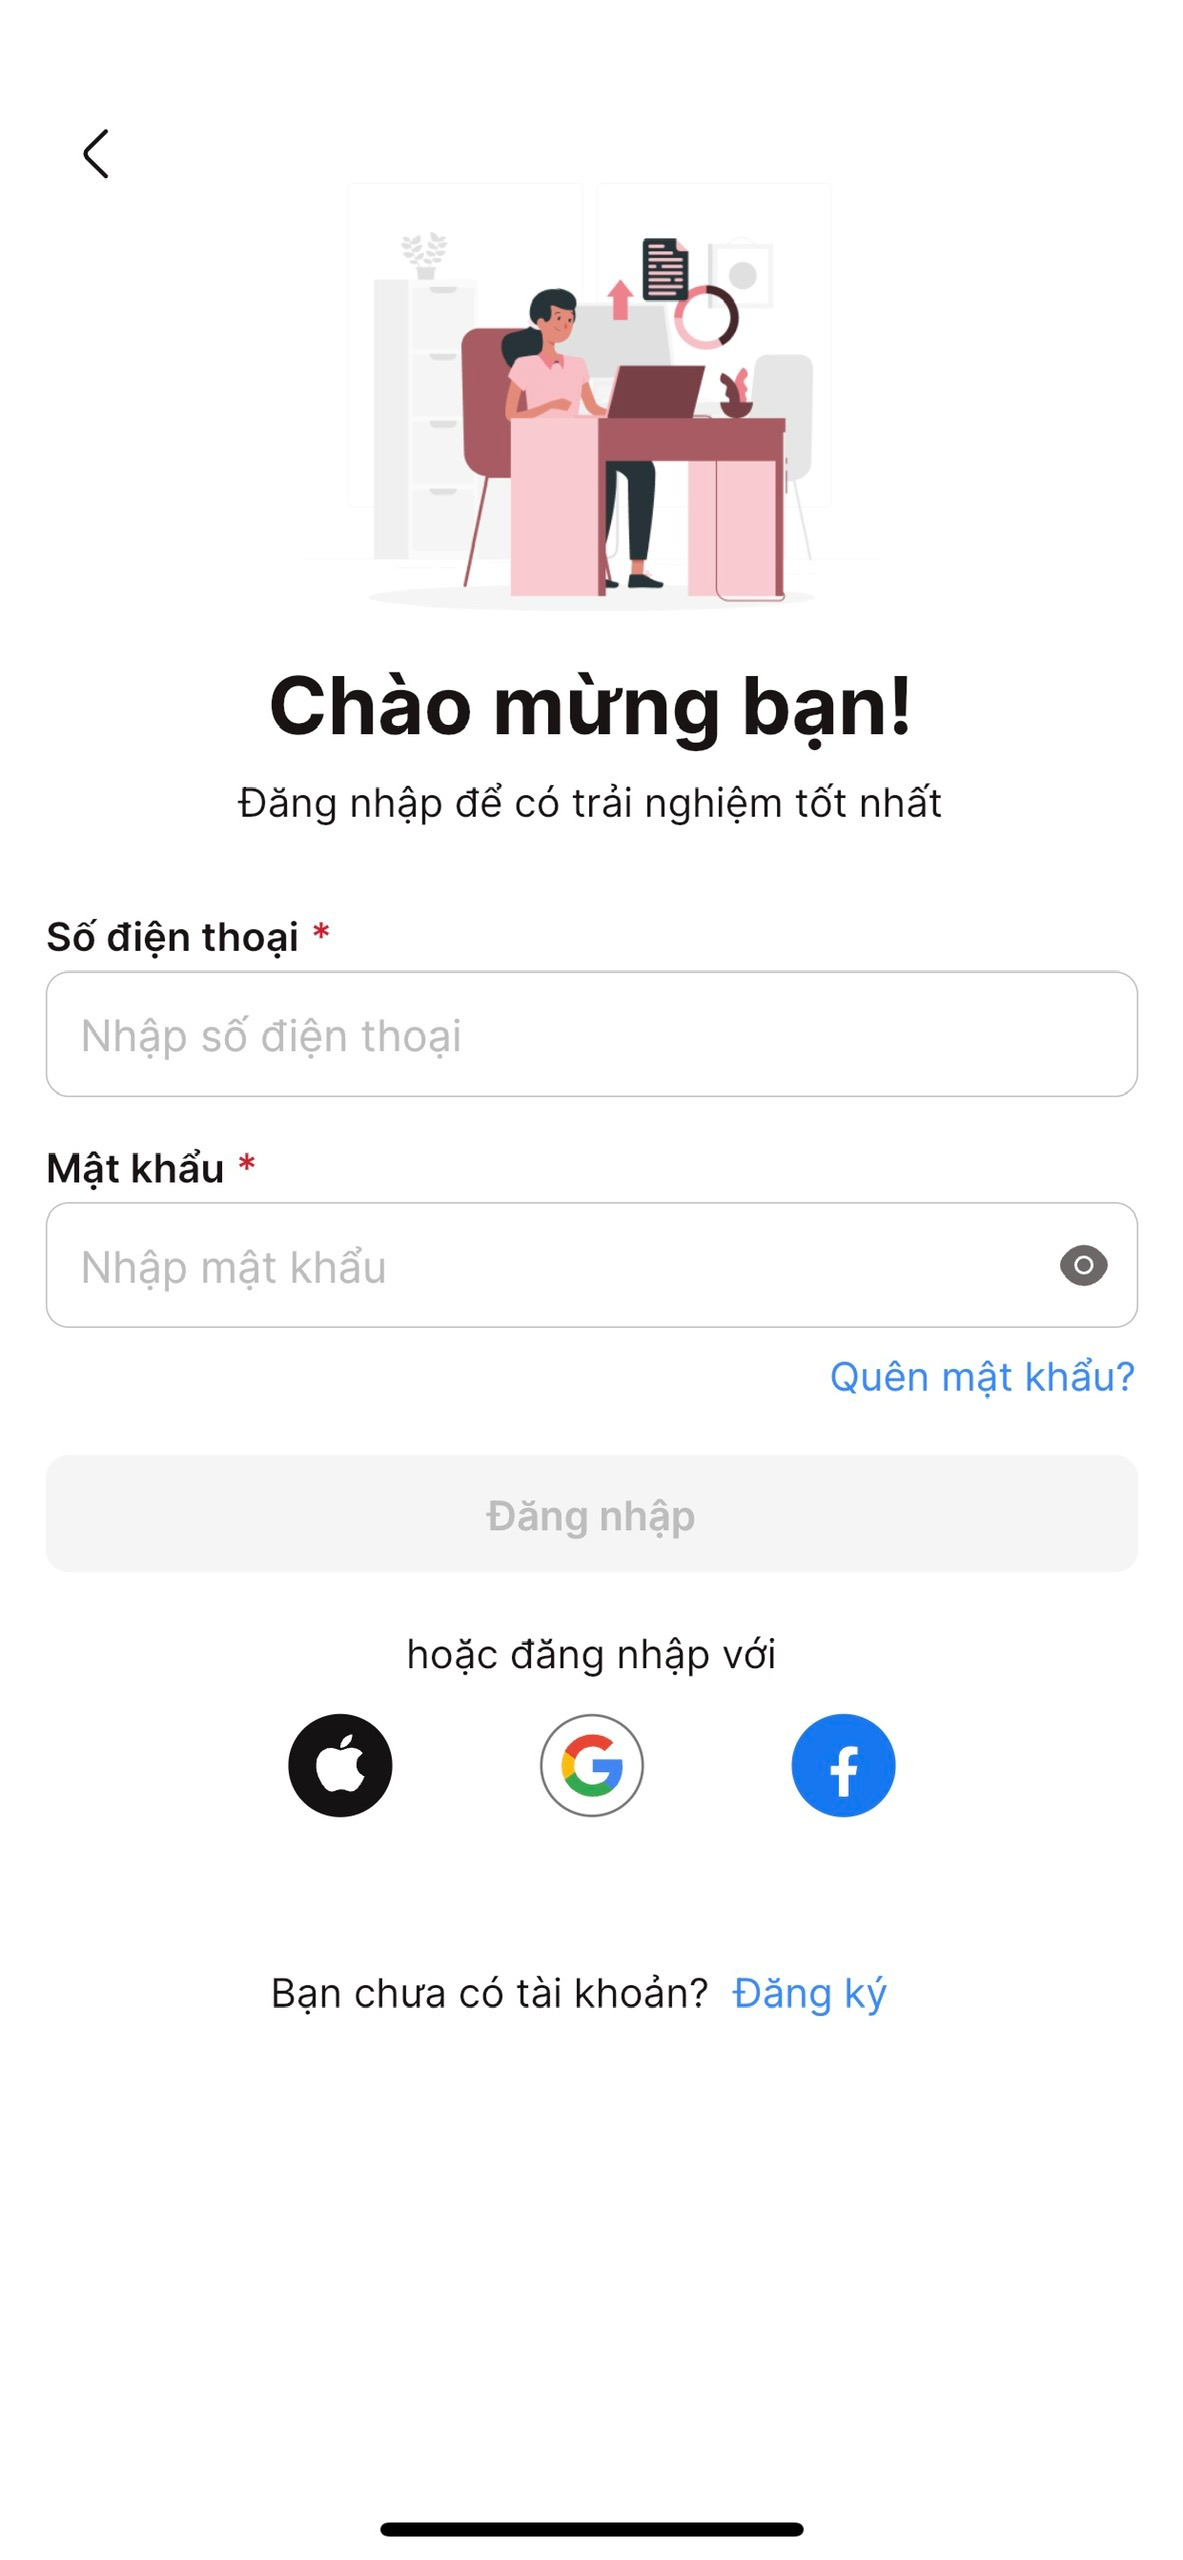 Chào mừng bạn!
Đăng nhập để có trải nghiệm tốt nhất
Số điện thoại *
Nhập số điện thoại
Mật khẩu *
Nhập mật khẩu
Quên mật khẩu?
Đăng nhập
hoặc đăng nhập với
Bạn chưa có tài khoản? Đăng ký